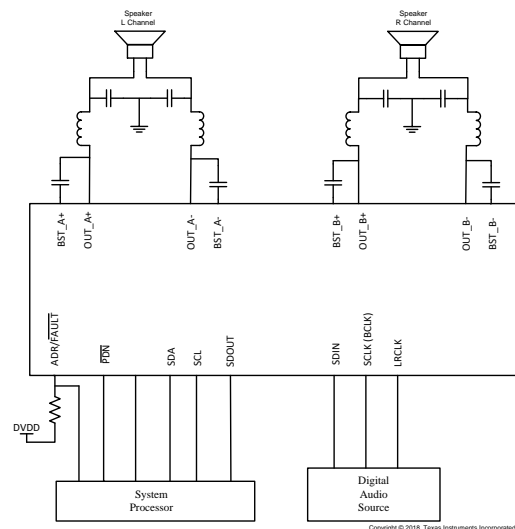 Speaker
L Channel
Speaker
R Channel
BST_A+
OUT_A+
OUT_A-
BST_A-
BST_B+
OUT_B+
OUT_B-
BST_B-
ADR/FAULT
PDN
SDA
SCL
SDOUT
SDIN
SCLK (BCLK)
LRCLK
DVDD
System
Processor
Digital
Audio
Source
Copyright © 2018, Texas Instruments Incorporated